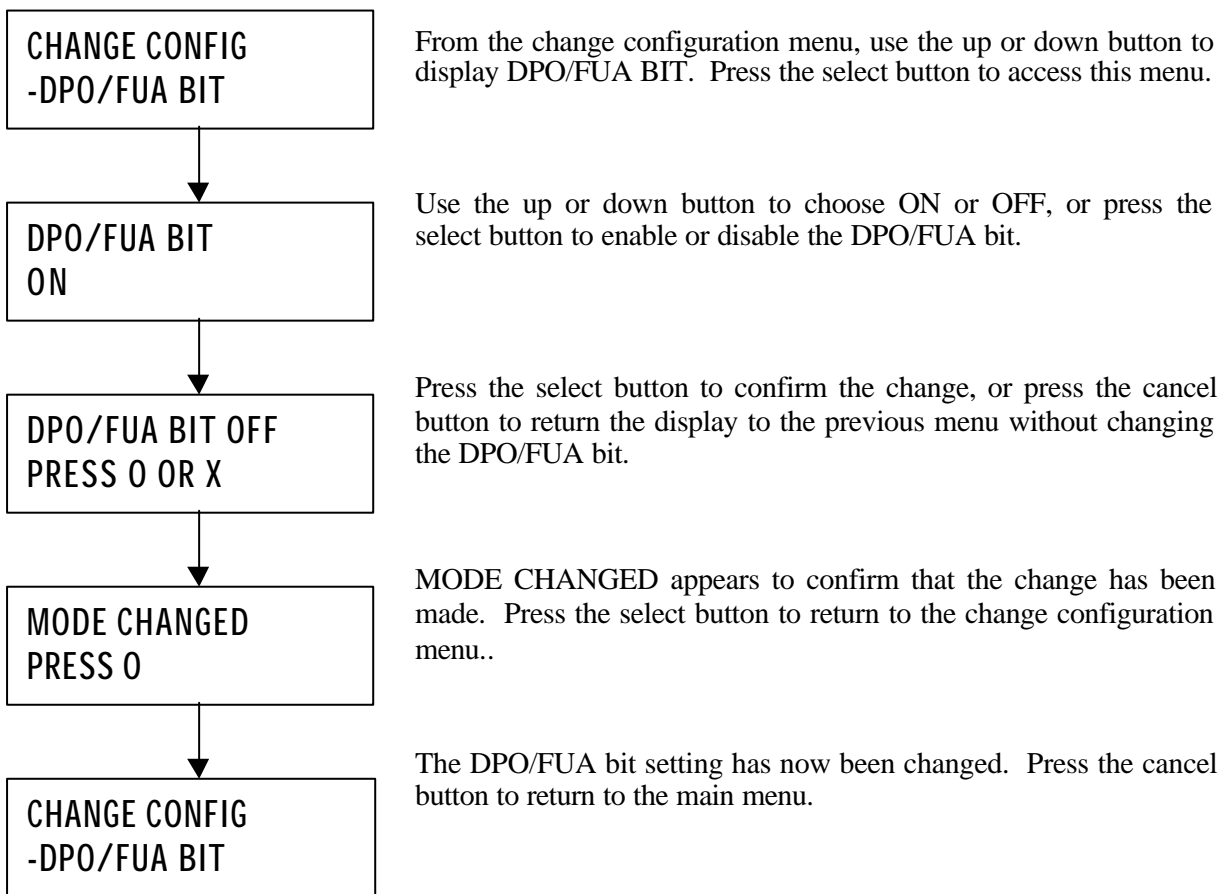 CHANGE CONFIG
-DPO/FUA BIT
From the change configuration menu, use the up or down button to
display DPO/FUA BIT. Press the select button to access this menu.
DPO/FUA BIT
ON
Use the up or down button to choose ON or OFF, or press the
select button to enable or disable the DPO/FUA bit.
DPO/FUA BIT OFF
PRESS O OR X
Press the select button to confirm the change, or press the cancel
button to return the display to the previous menu without changing
the DPO/FUA bit.
MODE CHANGED
PRESS O
MODE CHANGED appears to confirm that the change has been
made. Press the select button to return to the change configuration
menu..
CHANGE CONFIG
-DPO/FUA BIT
The DPO/FUA bit setting has now been changed. Press the cancel
button to return to the main menu.